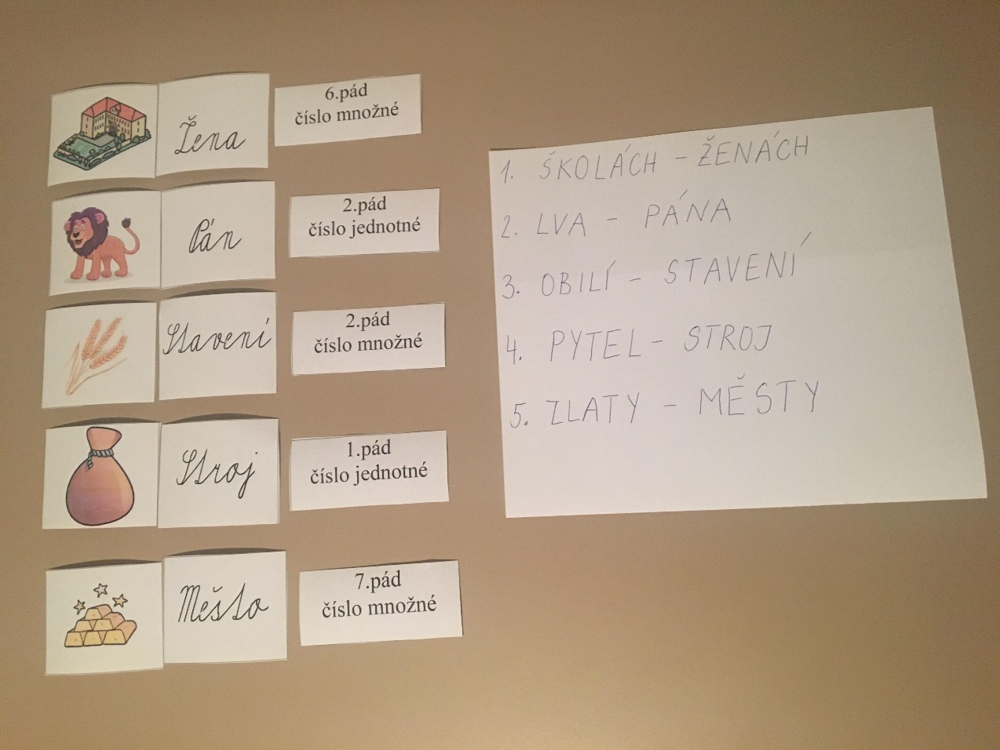 Žena
6.pád
číslo množné
Pán
2.pád
číslo jednotné
Stavení
2.pád
číslo množné
Stroj
1.pád
číslo jednotné
Město
7.pád
číslo množné
1. ŠKOLÁCH - ŽENÁCH
2. LVA - PÁNA
3. OBILÍ - STAVENÍ
4. PYTEL - STROJ
5. ZLATY - MĚSTY